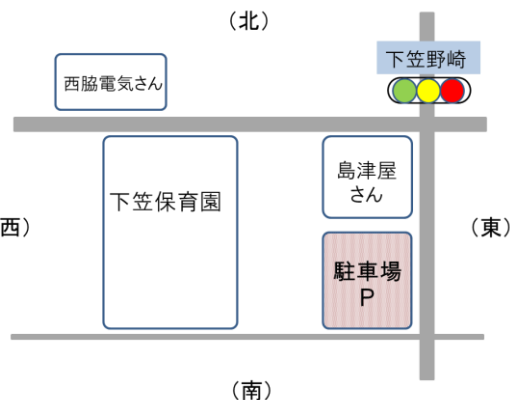 （北）
下笠野崎
西脇電気さん
下笠保育園
島津屋
さん
西）
（東）
駐車場
P
（南）